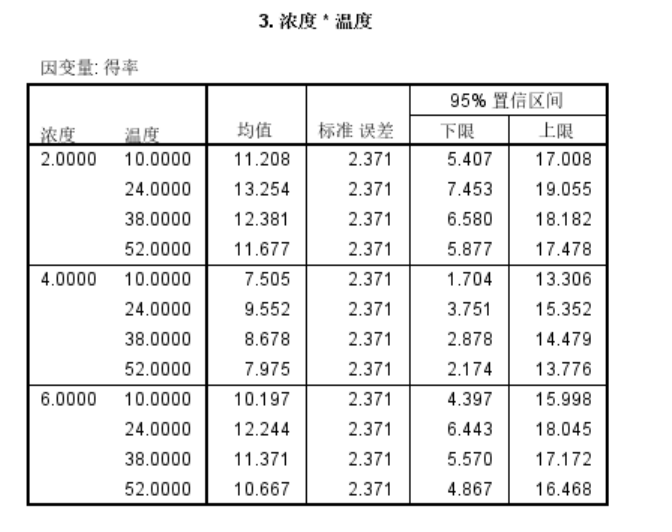 3. 浓度 * 温度
因变量: 得率
95% 置信区间
浓度 温度 均值 标准 误差 下限 上限
2.0000 10.0000 11.208 2.371 5.407 17.008
24.0000 13.254 2.371 7.453 19.055
38.0000 12.381 2.371 6.580 18.182
52.0000 11.677 2.371 5.877 17.478
4.0000 10.0000 7.505 2.371 1.704 13.306
24.0000 9.552 2.371 3.751 15.352
38.0000 8.678 2.371 2.878 14.479
52.0000 7.975 2.371 2.174 13.776
6.0000 10.0000 10.197 2.371 4.397 15.998
24.0000 12.244 2.371 6.443 18.045
38.0000 11.371 2.371 5.570 17.172
52.0000 10.667 2.371 4.867 16.468